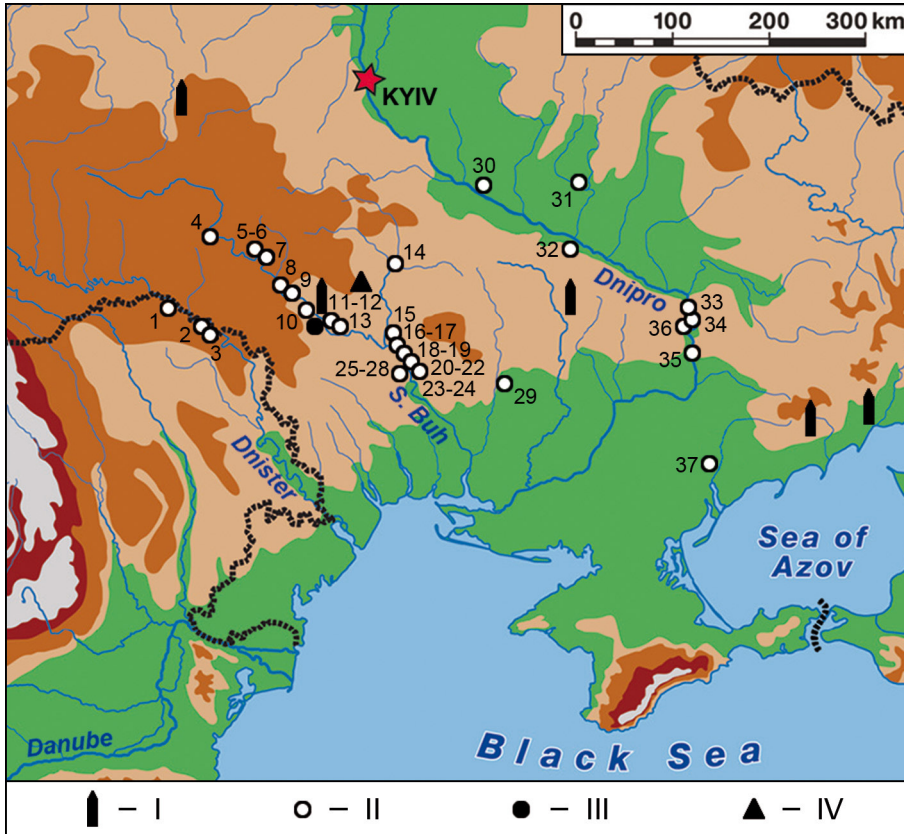 0 100 200 300 km
KYIV
30
31
4
5-6
7
14
32
Dnipro
8
9
1
2
3
10
11-12
13
15
16-17
18-19
20-22
23-24
25-28
29
33
34
36
35
S. Buh
Dnister
37
Sea of
Azov
Danube
Black Sea
– I
– II
– III
– IV